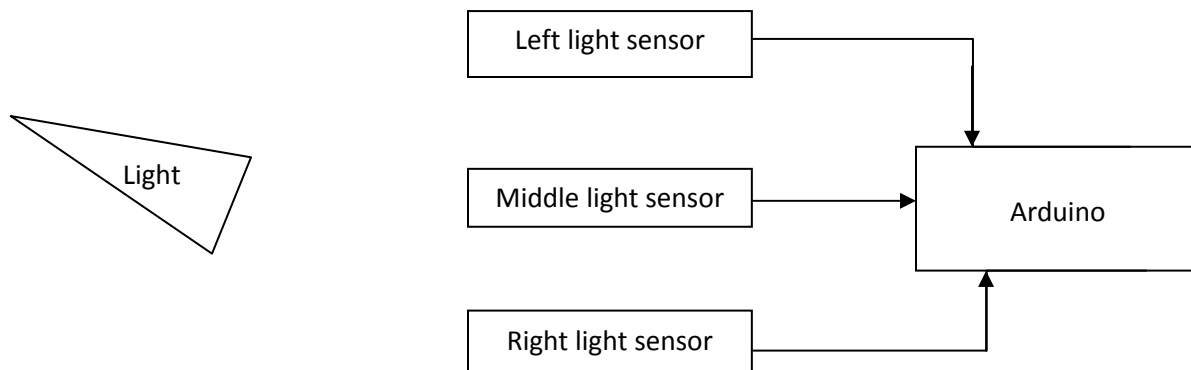 Left light sensor
Light
Middle light sensor
Arduino
Right light sensor